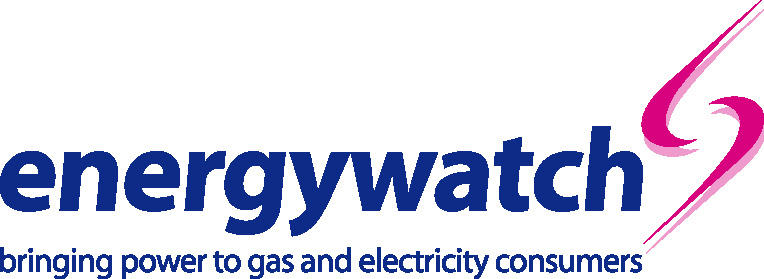 energywatch
bringing power to gas and electricity consumers